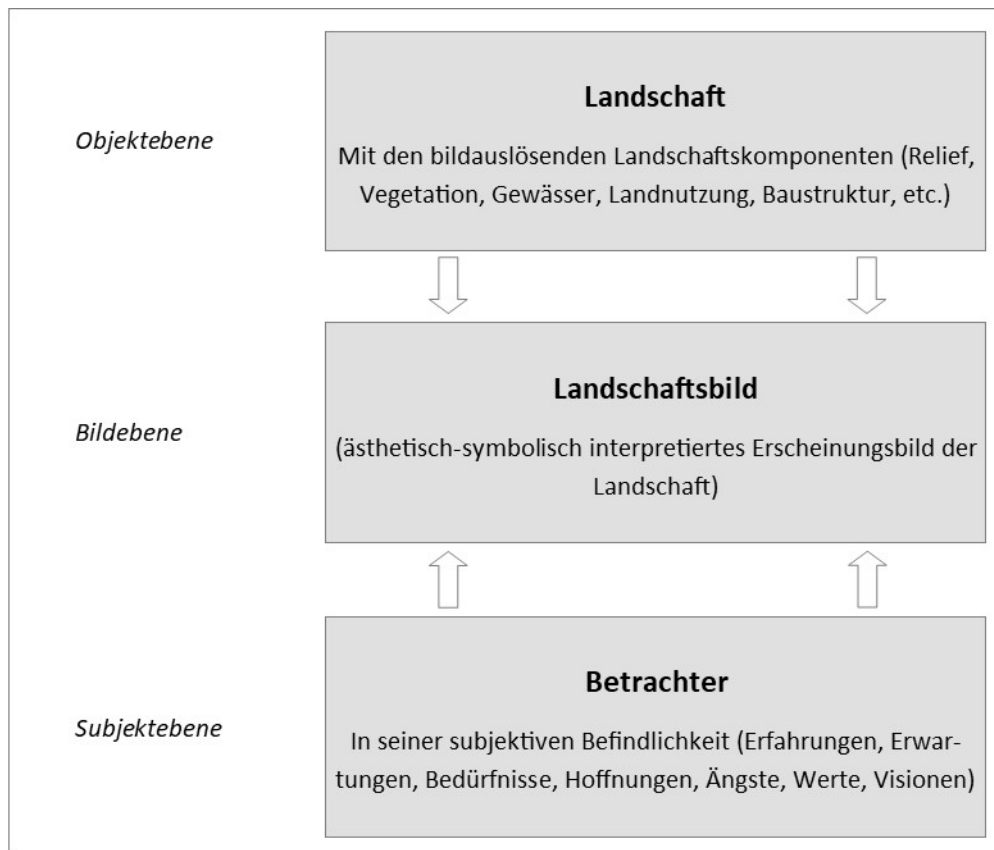 Objektebene
Landschaft
Mit den bildauslösenden Landschaftskomponenten (Relief,
Vegetation, Gewässer, Landnutzung, Baustruktur, etc.)
Bildebene
Landschaftsbild
(ästhetisch-symbolisch interpretiertes Erscheinungsbild der
Landschaft)
Subjektebene
Betrachter
In seiner subjektiven Befindlichkeit (Erfahrungen, Erwar-
tungen, Bedürfnisse, Hoffnungen, Ängste, Werte, Visionen)